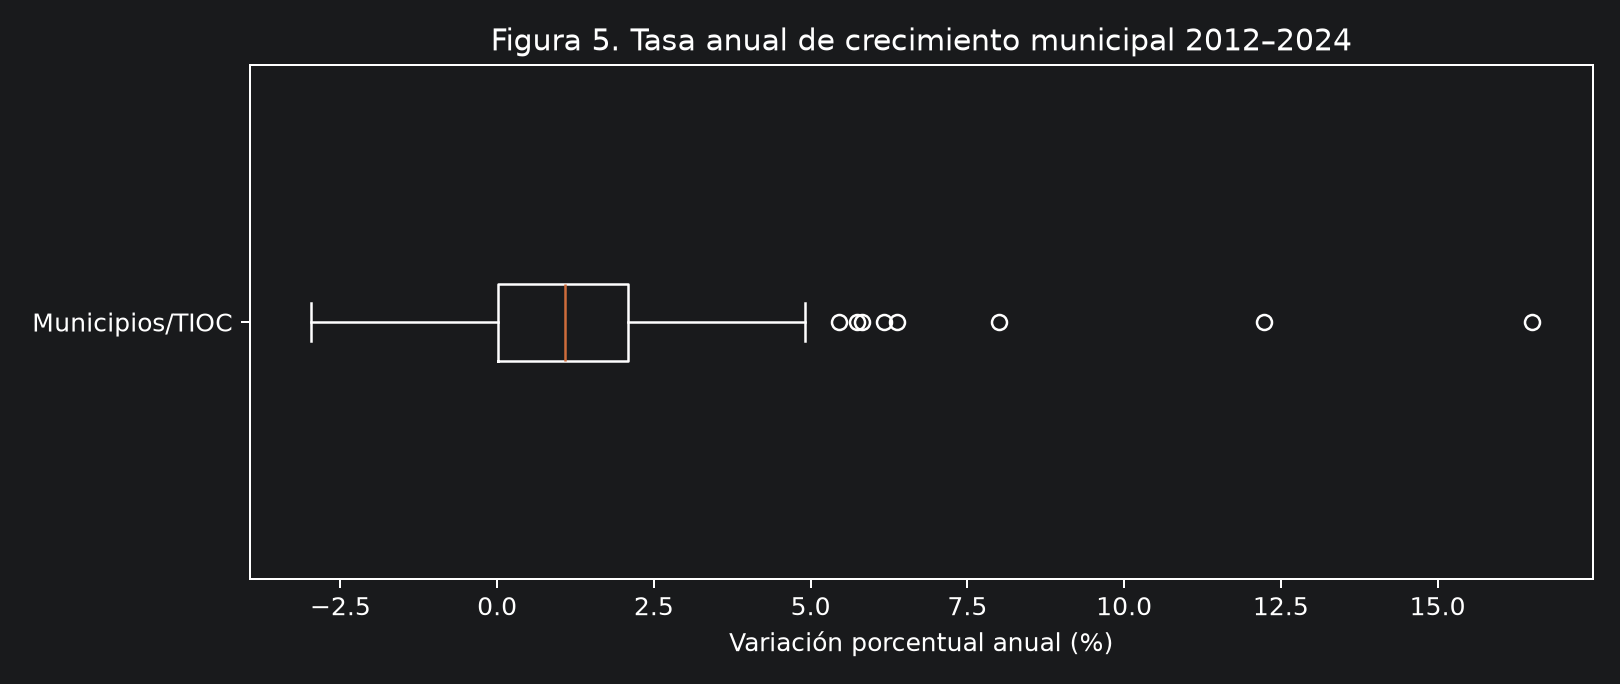 Figura 5. Tasa anual de crecimiento municipal 2012–2024
Municipios/TIOC
−2.5 0.0 2.5 5.0 7.5 10.0 12.5 15.0
Variación porcentual anual (%)